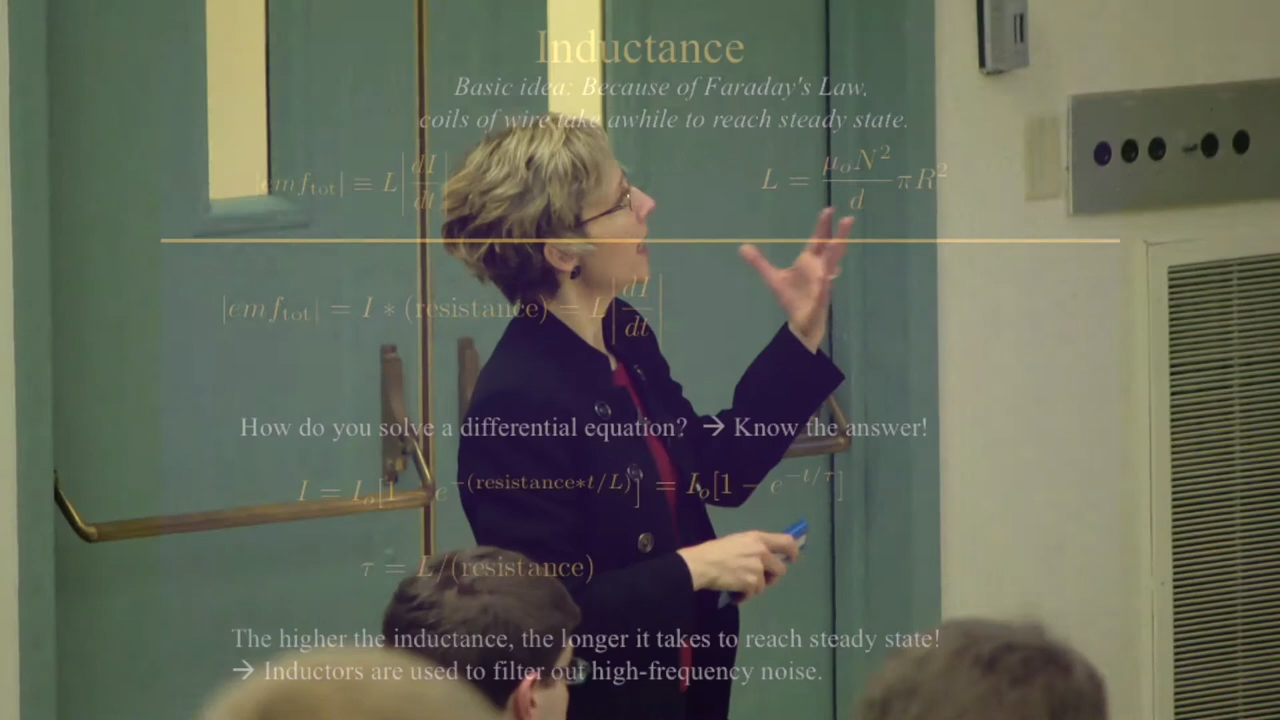 Inductance
Basic idea: Because of Faraday's Law,
coils of wire take awhile to reach steady state.
|emf_tot| ≡ L|dI/dt| L = μ_oN²/d πR²
|emf_tot| = I * (resistance) = L|dI/dt|
How do you solve a differential equation? → Know the answer!
I = I_o[1 − e^−(resistance*t/L)] = I_o[1 − e^−t/τ]
τ = L/(resistance)
The higher the inductance, the longer it takes to reach steady state!
→ Inductors are used to filter out high-frequency noise.